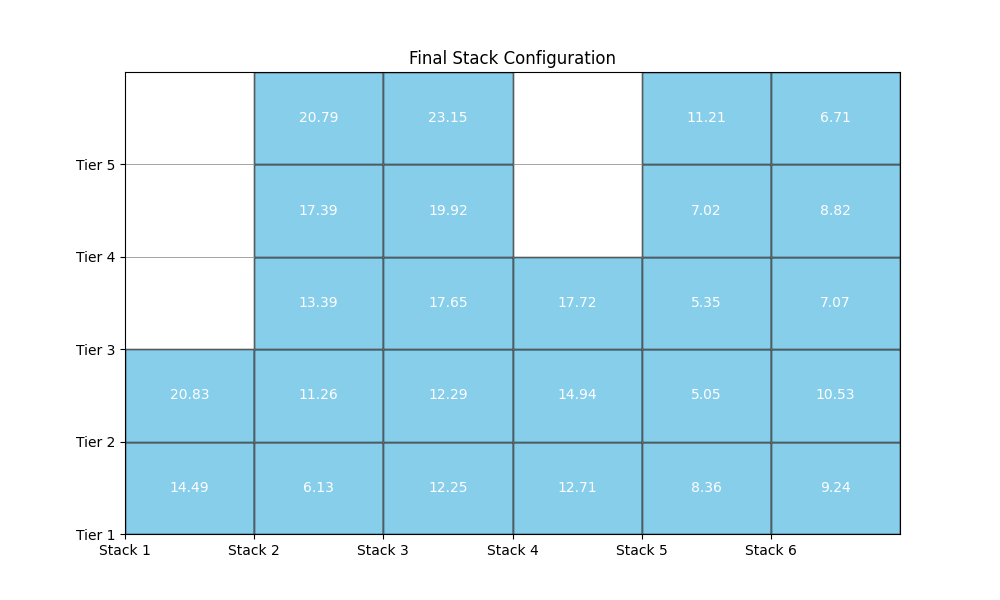 Final Stack Configuration
20.79 23.15 11.21 6.71
Tier 5
17.39 19.92 7.02 8.82
Tier 4
13.39 17.65 17.72 5.35 7.07
Tier 3
20.83 11.26 12.29 14.94 5.05 10.53
Tier 2
14.49 6.13 12.25 12.71 8.36 9.24
Tier 1
Stack 1 Stack 2 Stack 3 Stack 4 Stack 5 Stack 6